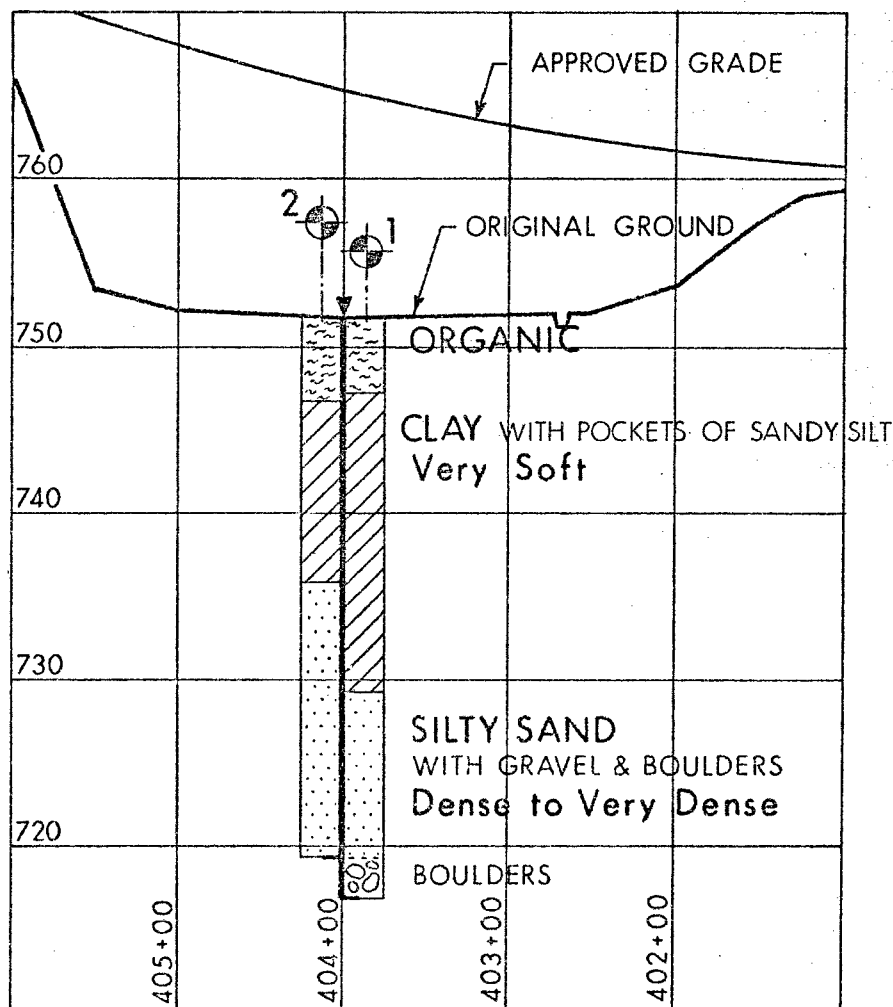 APPROVED GRADE
760
2
1
ORIGINAL GROUND
750
ORGANIC
CLAY WITH POCKETS OF SANDY SILT
Very Soft
740
730
SILTY SAND
WITH GRAVEL & BOULDERS
Dense to Very Dense
720
BOULDERS
405+00
404+00
403+00
402+00